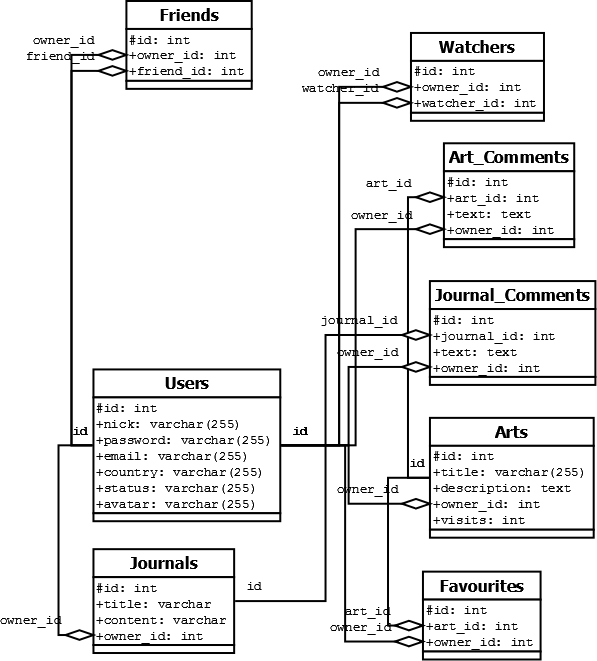 Friends
#id: int
+owner_id: int
+friend_id: int
owner_id
friend_id
Watchers
#id: int
+owner_id: int
+watcher_id: int
owner_id
watcher_id
Art_Comments
#id: int
+art_id: int
+text: text
+owner_id: int
art_id
owner_id
Journal_Comments
#id: int
+journal_id: int
+text: text
+owner_id: int
journal_id
owner_id
Users
#id: int
+nick: varchar(255)
+password: varchar(255)
+email: varchar(255)
+country: varchar(255)
+status: varchar(255)
+avatar: varchar(255)
id
id
Arts
#id: int
+title: varchar(255)
+description: text
+owner_id: int
+visits: int
id
owner_id
Journals
#id: int
+title: varchar
+content: varchar
+owner_id: int
id
owner_id
Favourites
#id: int
+art_id: int
+owner_id: int
art_id
owner_id